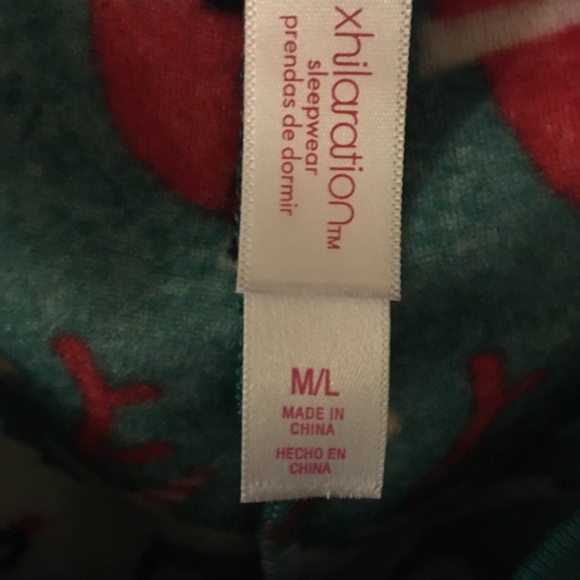 xhilaration™
sleepwear
prendas de dormir
M/L
MADE IN
CHINA
HECHO EN
CHINA